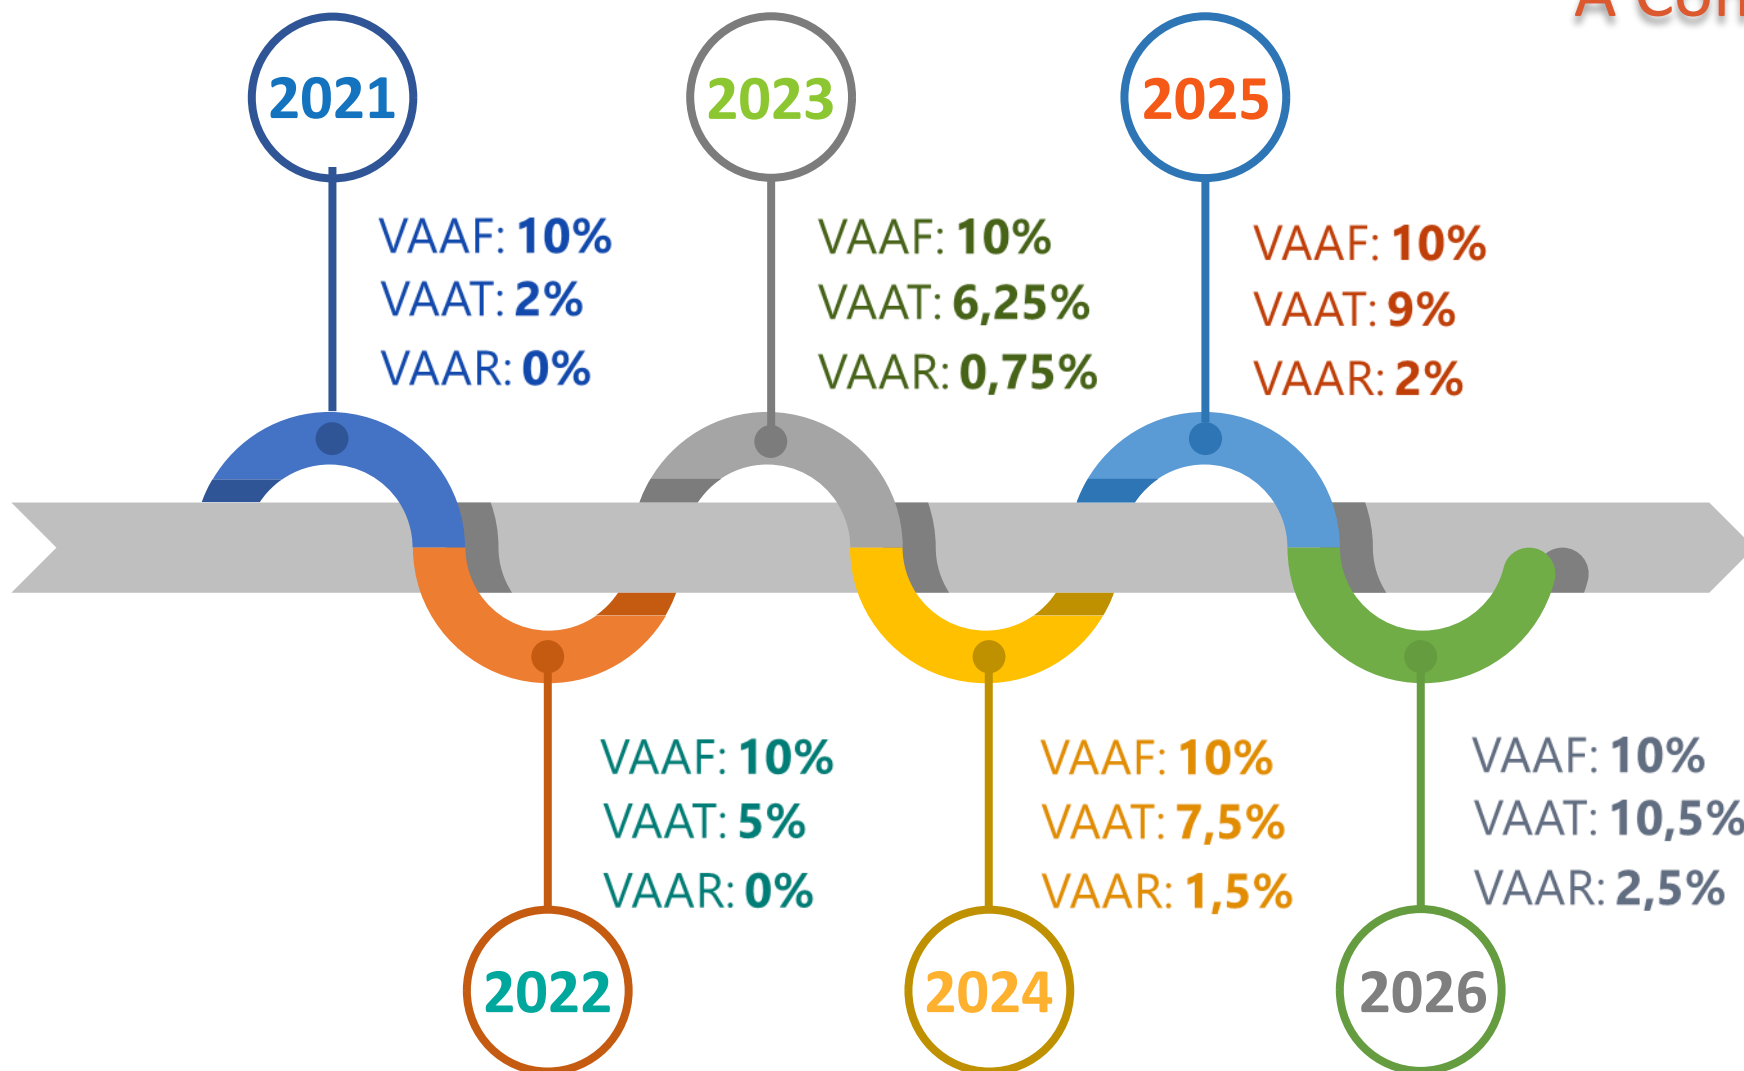 A Com
2021
2023
2025
VAAF: 10%
VAAT: 2%
VAAR: 0%
VAAF: 10%
VAAT: 6,25%
VAAR: 0,75%
VAAF: 10%
VAAT: 9%
VAAR: 2%
VAAF: 10%
VAAT: 5%
VAAR: 0%
VAAF: 10%
VAAT: 7,5%
VAAR: 1,5%
VAAF: 10%
VAAT: 10,5%
VAAR: 2,5%
2022
2024
2026